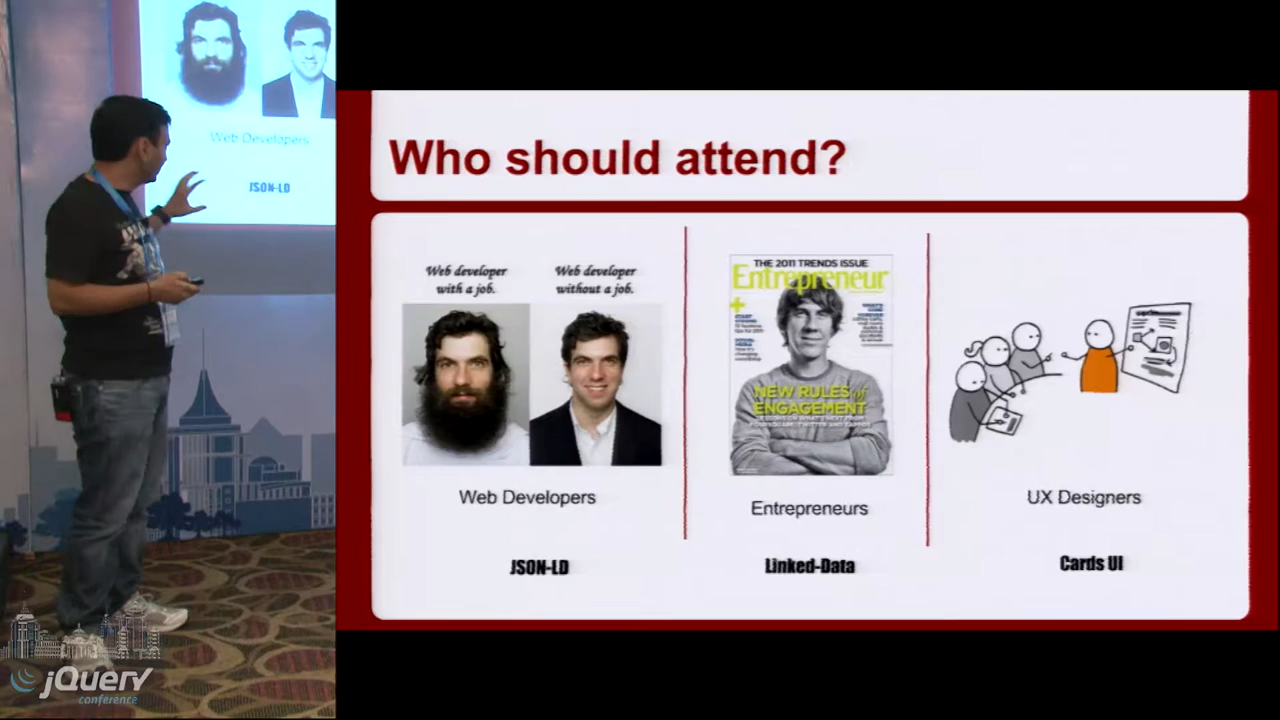 Web Developers
JSON-LD
jQuery
conference
Who should attend?
Web developer
with a job.
Web developer
without a job.
Web Developers
JSON-LD
THE 2011 TRENDS ISSUE
Entrepreneur
NEW RULES of
ENGAGEMENT
Entrepreneurs
Linked-Data
UX Designers
Cards UI